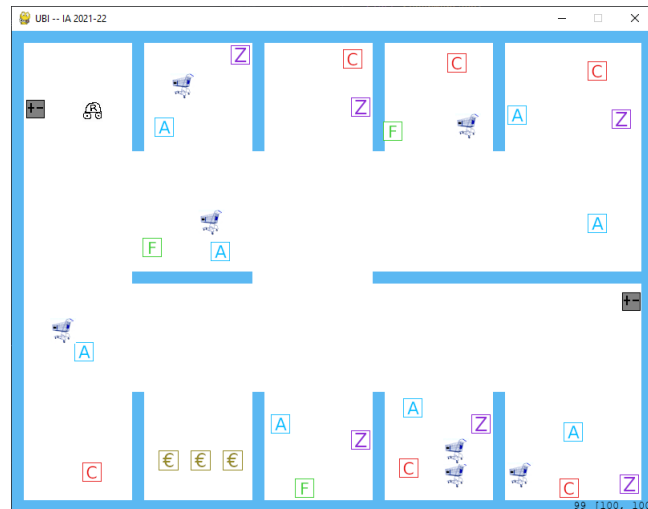 UBI -- IA 2021-22
Z C C C
+- R A Z F A Z
F A A
+-
A
A Z A Z A
C € € € F C C Z
99 [100, 100